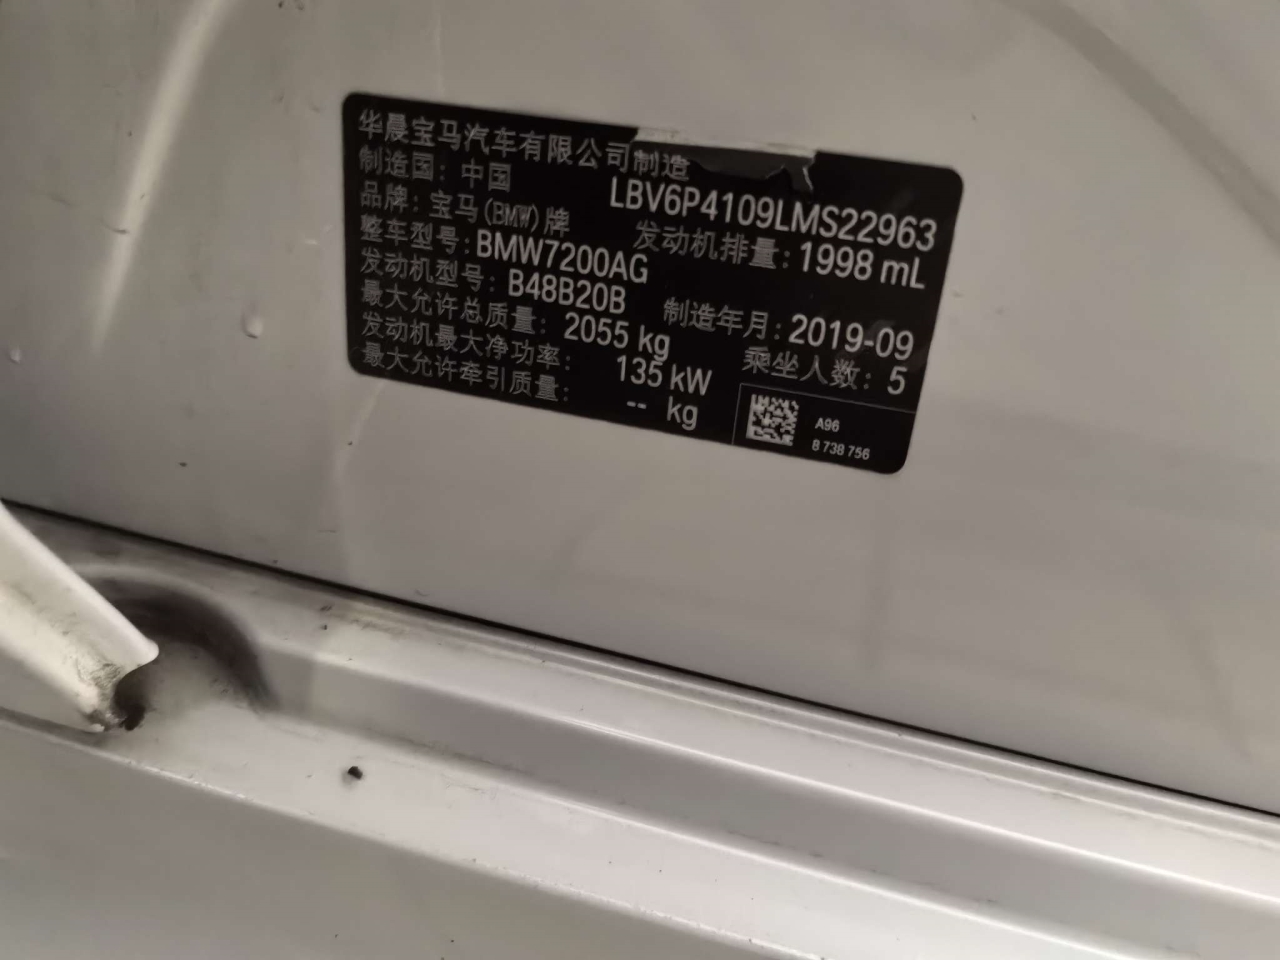 华晨宝马汽车有限公司制造
制造国：中国
LBV6P4109LMS22963
品牌：宝马(BMW)牌
发动机排量：1998 mL
整车型号：BMW7200AG
发动机型号：B48B20B
制造年月：2019-09
最大允许总质量：2055 kg
乘坐人数：5
发动机最大净功率：135 kW
最大允许牵引质量：-- kg
A96
8 738 756